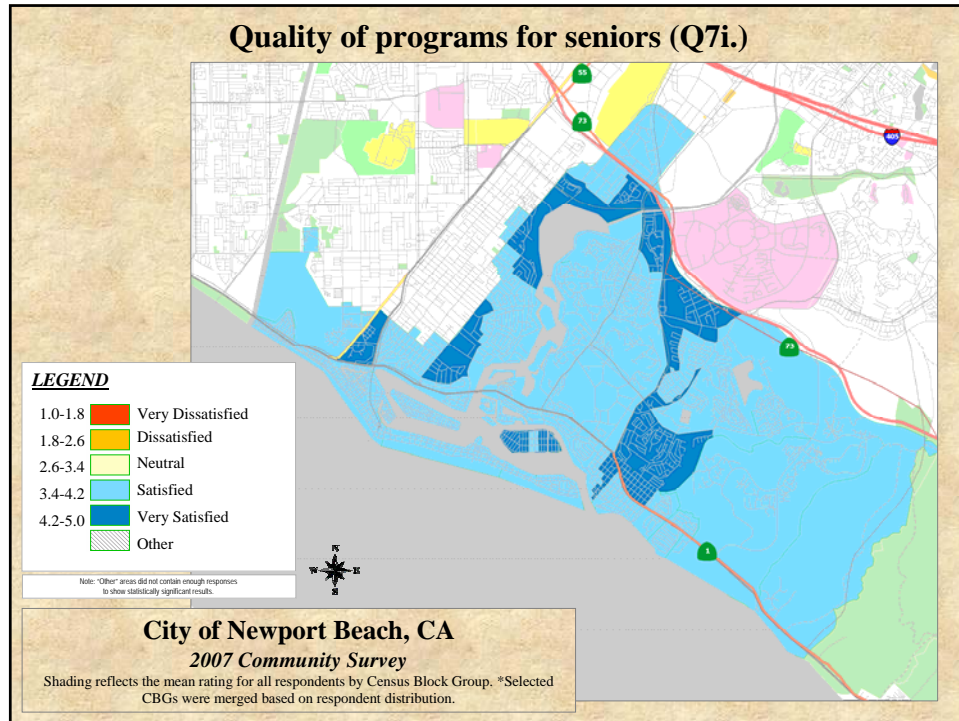 Quality of programs for seniors (Q7i.)
55
73
405
73
1
LEGEND
1.0-1.8 Very Dissatisfied
1.8-2.6 Dissatisfied
2.6-3.4 Neutral
3.4-4.2 Satisfied
4.2-5.0 Very Satisfied
Other
N
W E
S
Note: "Other" areas did not contain enough responses
to show statistically significant results.
City of Newport Beach, CA
2007 Community Survey
Shading reflects the mean rating for all respondents by Census Block Group. *Selected
CBGs were merged based on respondent distribution.